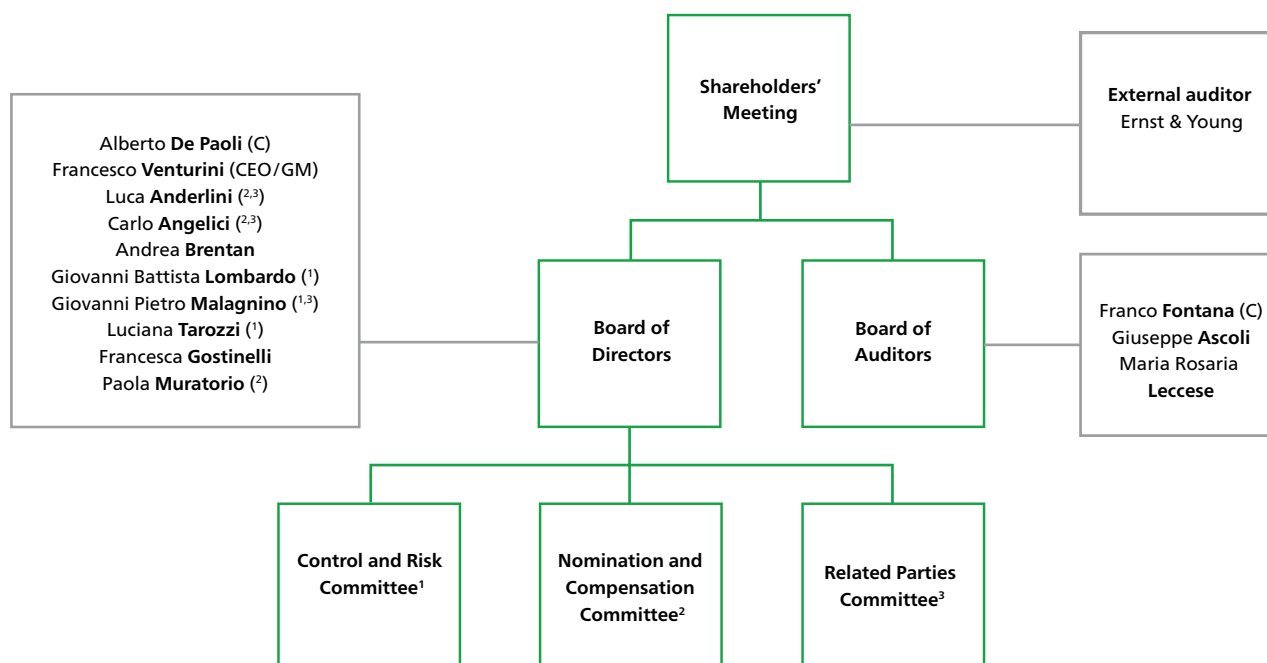 Shareholders'
Meeting
External auditor
Ernst & Young
Alberto De Paoli (C)
Francesco Venturini (CEO/GM)
Luca Anderlini (2,3)
Carlo Angelici (2,3)
Andrea Brentan
Giovanni Battista Lombardo (1)
Giovanni Pietro Malagnino (1,3)
Luciana Tarozzi (1)
Francesca Gostinelli
Paola Muratorio (2)
Board of
Directors
Board of
Auditors
Franco Fontana (C)
Giuseppe Ascoli
Maria Rosaria
Leccese
Control and Risk
Committee1
Nomination and
Compensation
Committee2
Related Parties
Committee3